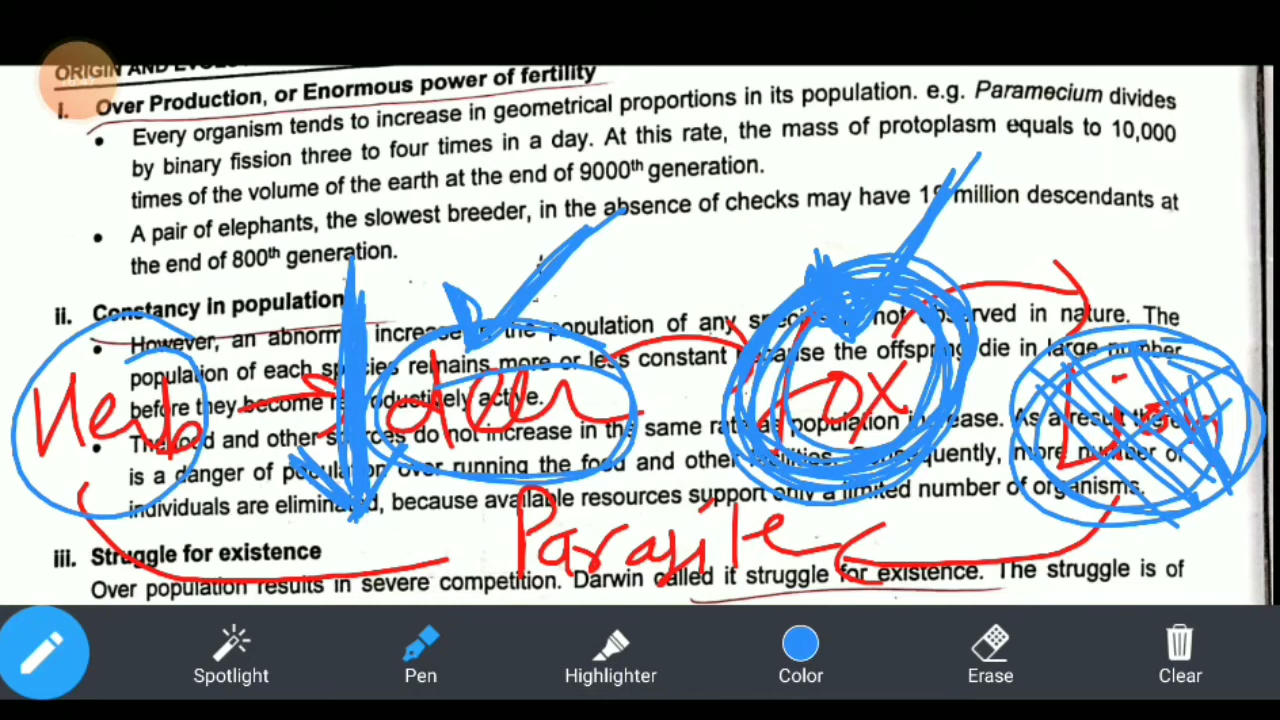 ORIGIN AND
i. Over Production, or Enormous power of fertility
• Every organism tends to increase in geometrical proportions in its population. e.g. Paramecium divides
by binary fission three to four times in a day. At this rate, the mass of protoplasm equals to 10,000
times of the volume of the earth at the end of 9000th generation.
• A pair of elephants, the slowest breeder, in the absence of checks may have million descendants at
the end of 800th generation.
ii. Constancy in population
• However, an abnormal increase in the population of any species is not observed in nature. The
population of each species remains more or less constant because the offspring die in large number
before they become reproductively active.
• The food and other sources do not increase in the same rate as population increase. As a result there
is a danger of population over running the food and other facilities. Consequently, more number of
individuals are eliminated, because available resources support only a limited number of organisms.
Herb deer fox Lion
Parasite
iii. Struggle for existence
Over population results in severe competition. Darwin called it struggle for existence. The struggle is of
Spotlight Pen Highlighter Color Erase Clear